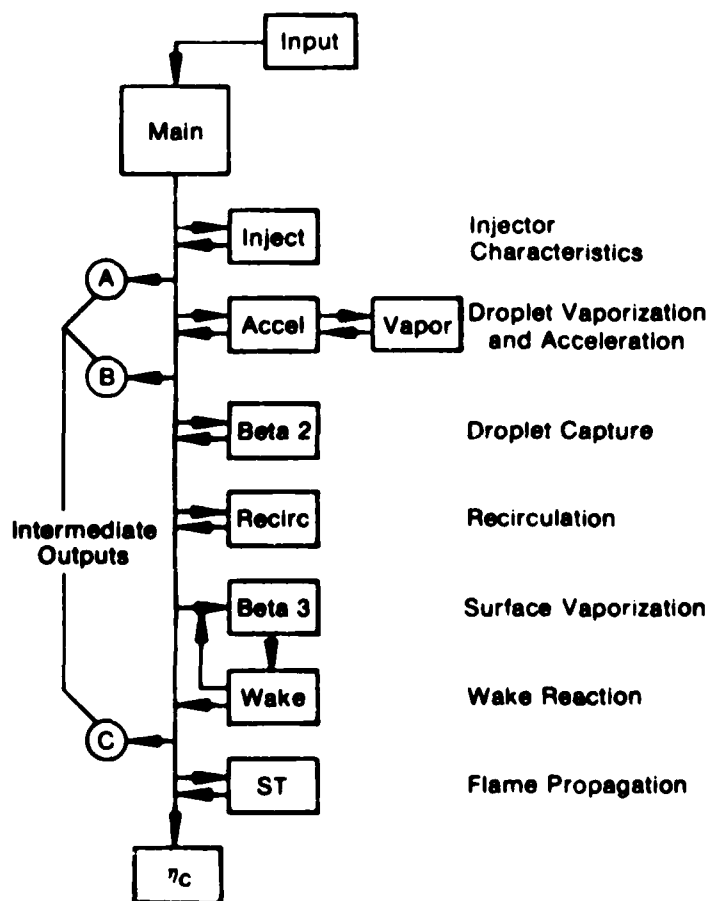 Input
Main
Inject
Injector
Characteristics
A
Accel
Vapor
Droplet Vaporization
and Acceleration
B
Beta 2
Droplet Capture
Recirc
Recirculation
Intermediate
Outputs
Beta 3
Surface Vaporization
Wake
Wake Reaction
C
ST
Flame Propagation
ηc